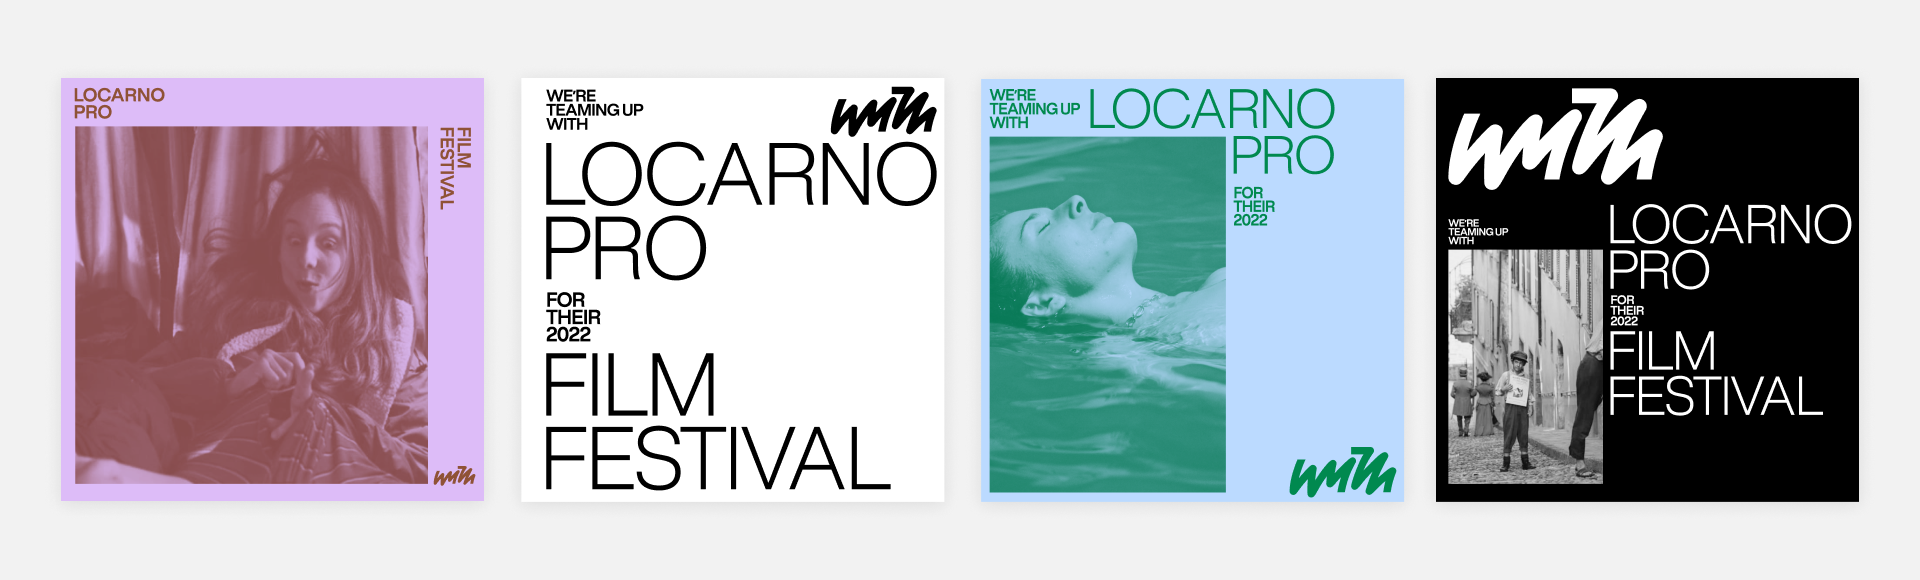 LOCARNO
PRO
FILM
FESTIVAL
WE'RE
TEAMING UP
WITH
LOCARNO
PRO
FOR
THEIR
2022
FILM
FESTIVAL
WE'RE
TEAMING UP
WITH
LOCARNO
PRO
FOR
THEIR
2022
WE'RE
TEAMING UP
WITH
LOCARNO
PRO
FOR
THEIR
2022
FILM
FESTIVAL